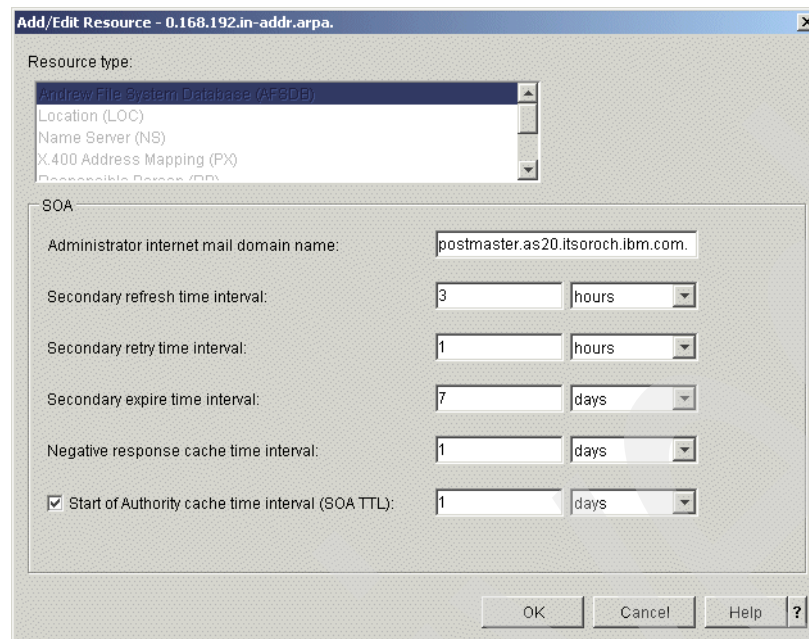 Add/Edit Resource - 0.168.192.in-addr.arpa.
Resource type:
Andrew File System Database (AFSDB)
Location (LOC)
Name Server (NS)
X.400 Address Mapping (PX)
Responsible Person (RP)
SOA
Administrator internet mail domain name: postmaster.as20.itsoroch.ibm.com.
Secondary refresh time interval: 3 hours
Secondary retry time interval: 1 hours
Secondary expire time interval: 7 days
Negative response cache time interval: 1 days
Start of Authority cache time interval (SOA TTL): 1 days
OK Cancel Help ?